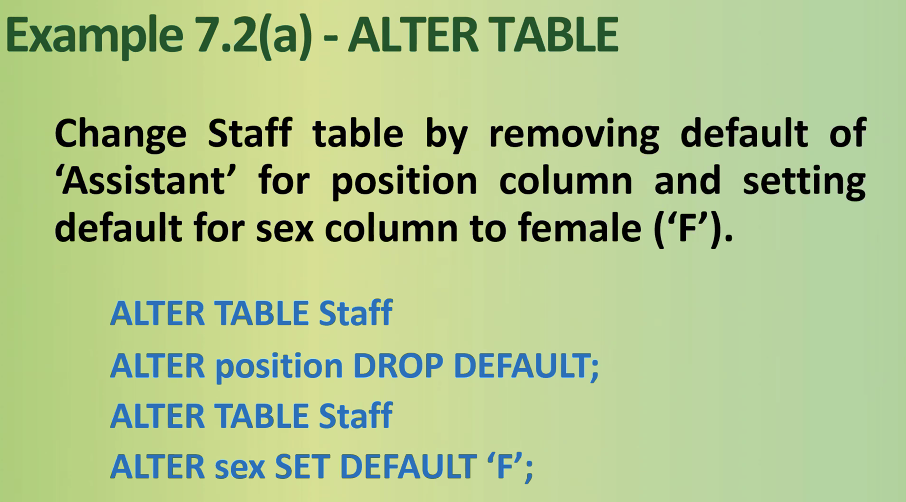 Example 7.2(a) - ALTER TABLE
Change Staff table by removing default of
‘Assistant’ for position column and setting
default for sex column to female (‘F’).
ALTER TABLE Staff
ALTER position DROP DEFAULT;
ALTER TABLE Staff
ALTER sex SET DEFAULT ‘F’;